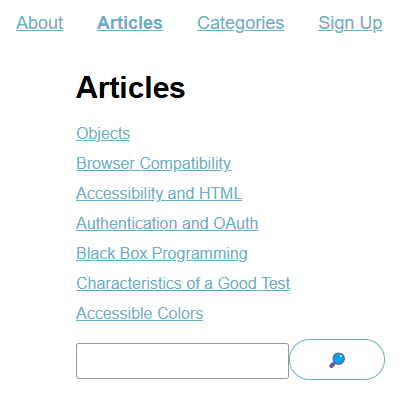 About Articles Categories Sign Up
Articles
Objects
Browser Compatibility
Accessibility and HTML
Authentication and OAuth
Black Box Programming
Characteristics of a Good Test
Accessible Colors